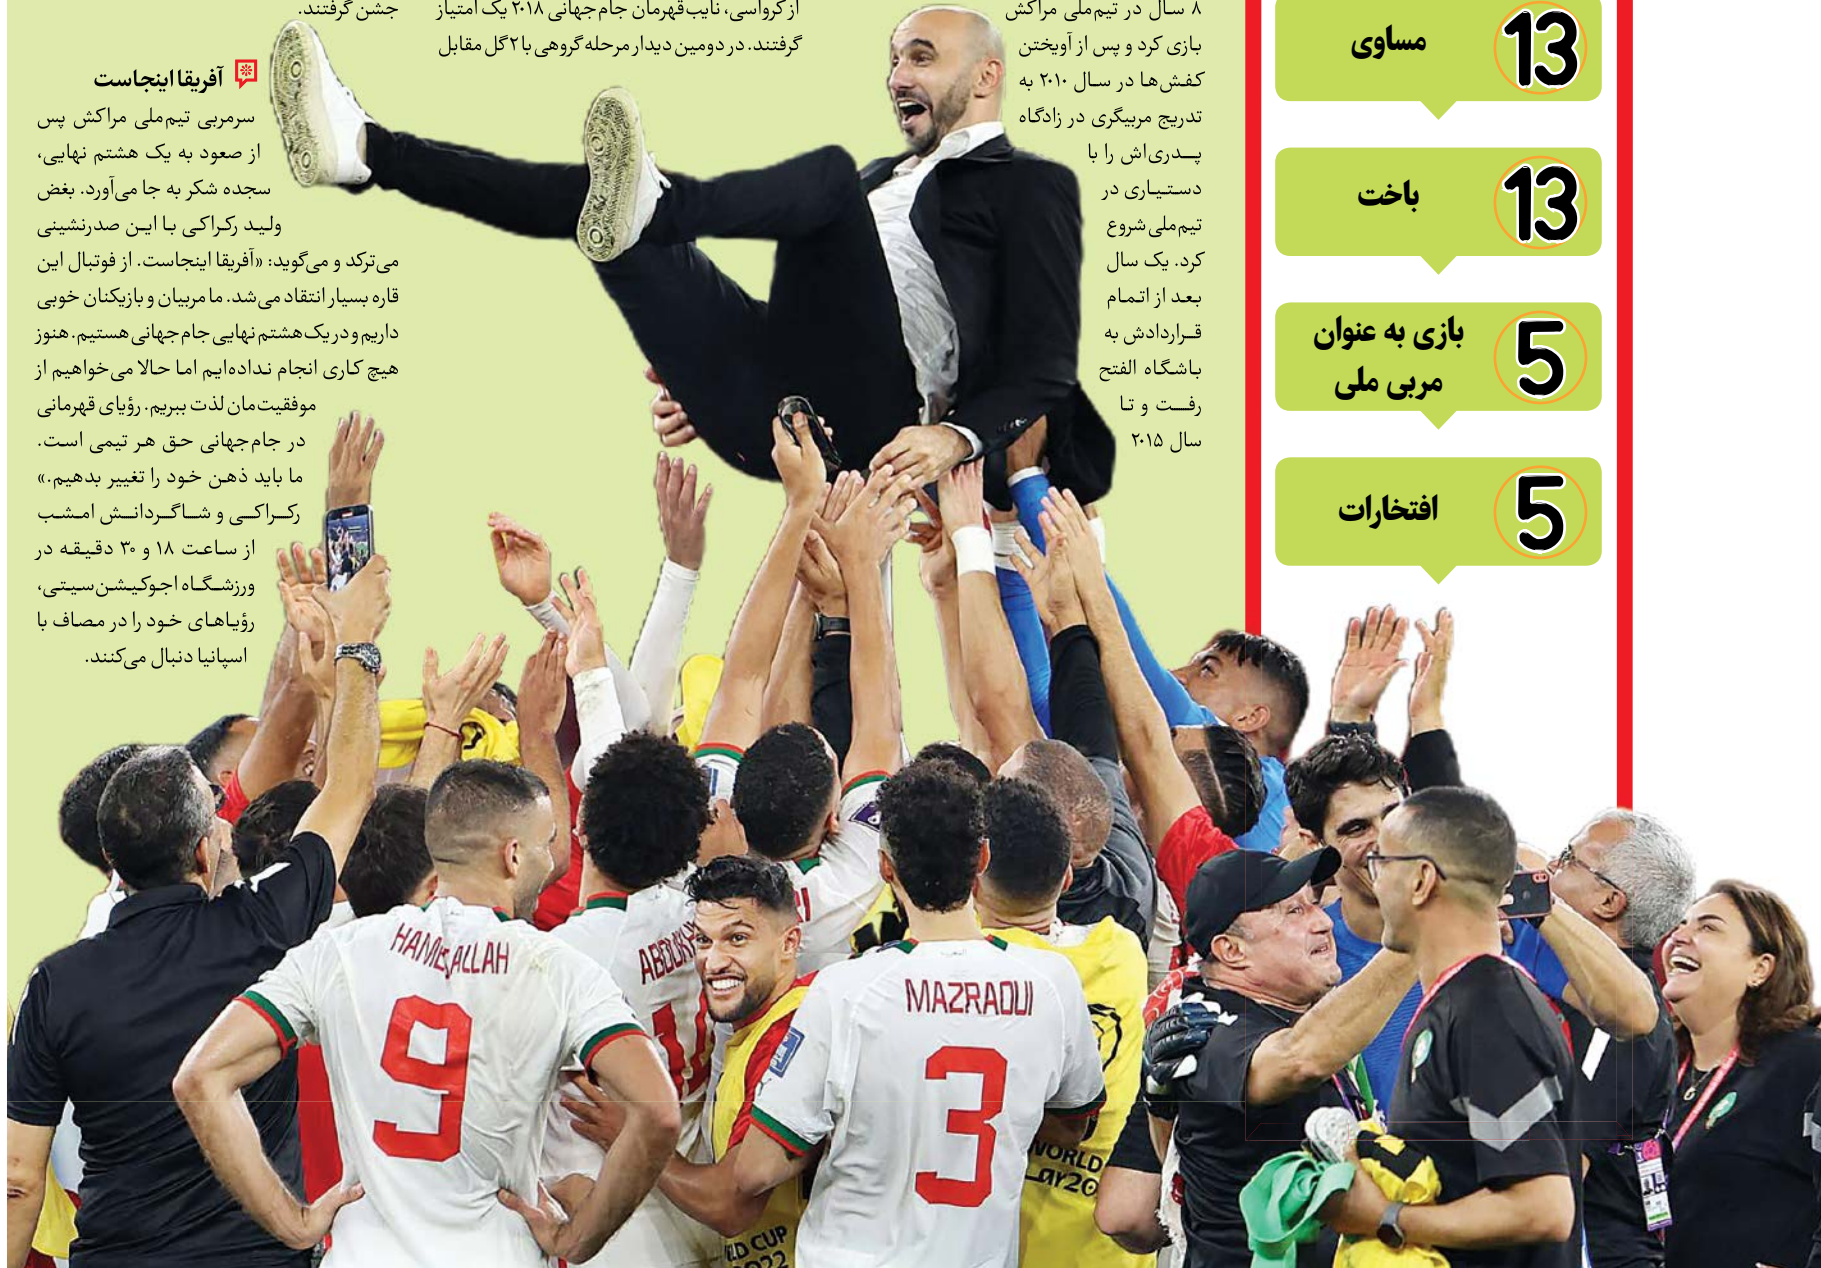 ۸ سال در تیم‌ملی مراکش
بازی کرد و پس از آویختن
کفش‌ها در سال ۲۰۱۰ به
تدریج مربیگری در زادگاه
پدری‌اش را با
دستیاری در
تیم‌ملی شروع
کرد. یک سال
بعد از اتمام
قراردادش به
باشگاه الفتح
رفت و تا
سال ۲۰۱۵
از کرواسی، نایب‌قهرمان جام‌جهانی ۲۰۱۸ یک امتیاز
گرفتند. در دومین دیدار مرحله گروهی با ۲ گل مقابل
جشن گرفتند.
آفریقا اینجاست
سرمربی تیم‌ملی مراکش پس
از صعود به یک هشتم نهایی،
سجده شکر به جا می‌آورد. بغض
ولید رکراکی با این صدرنشینی
می‌ترکد و می‌گوید: «آفریقا اینجاست. از فوتبال این
قاره بسیار انتقاد می‌شد. ما مربیان و بازیکنان خوبی
داریم و در یک‌هشتم نهایی جام‌جهانی هستیم. هنوز
هیچ کاری انجام نداده‌ایم اما حالا می‌خواهیم از
موفقیت‌مان لذت ببریم. رؤیای قهرمانی
در جام‌جهانی حق هر تیمی است.
ما باید ذهن خود را تغییر بدهیم.»
رکراکی و شاگردانش امشب
از ساعت ۱۸ و ۳۰ دقیقه در
ورزشگاه اجوکیشن‌سیتی،
رؤیاهای خود را در مصاف با
اسپانیا دنبال می‌کنند.
13 مساوی
13 باخت
5 بازی به عنوان
مربی ملی
5 افتخارات
HAMEDALLAH
9
MAZRAOUI
3
WORLD
CUP
2022